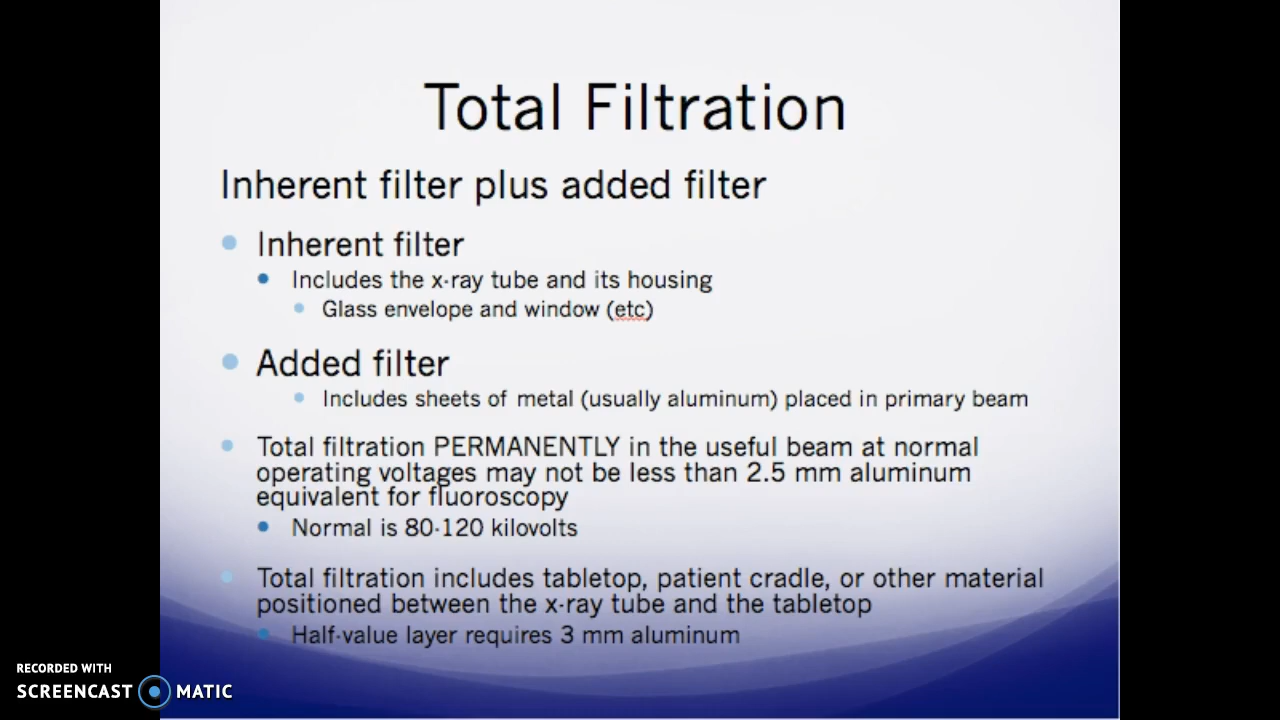 Total Filtration
Inherent filter plus added filter
Inherent filter
Includes the x-ray tube and its housing
Glass envelope and window (etc)
Added filter
Includes sheets of metal (usually aluminum) placed in primary beam
Total filtration PERMANENTLY in the useful beam at normal
operating voltages may not be less than 2.5 mm aluminum
equivalent for fluoroscopy
Normal is 80-120 kilovolts
Total filtration includes tabletop, patient cradle, or other material
positioned between the x-ray tube and the tabletop
Half-value layer requires 3 mm aluminum
RECORDED WITH
SCREENCAST MATIC